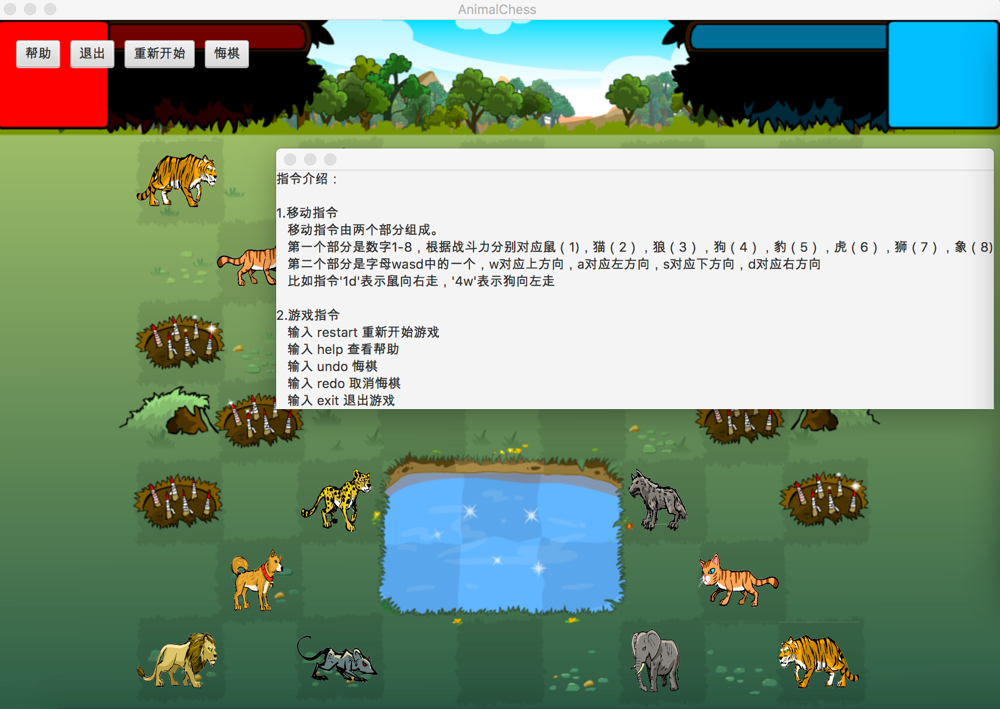 AnimalChess
帮助 退出 重新开始 悔棋
指令介绍：
1.移动指令
移动指令由两个部分组成。
第一个部分是数字1-8，根据战斗力分别对应鼠（1)，猫（2），狼（3），狗（4），豹（5），虎（6），狮（7），象（8)
第二个部分是字母wasd中的一个，w对应上方向，a对应左方向，s对应下方向，d对应右方向
比如指令'1d'表示鼠向右走，'4w'表示狗向左走
2.游戏指令
输入 restart 重新开始游戏
输入 help 查看帮助
输入 undo 悔棋
输入 redo 取消悔棋
输入 exit 退出游戏